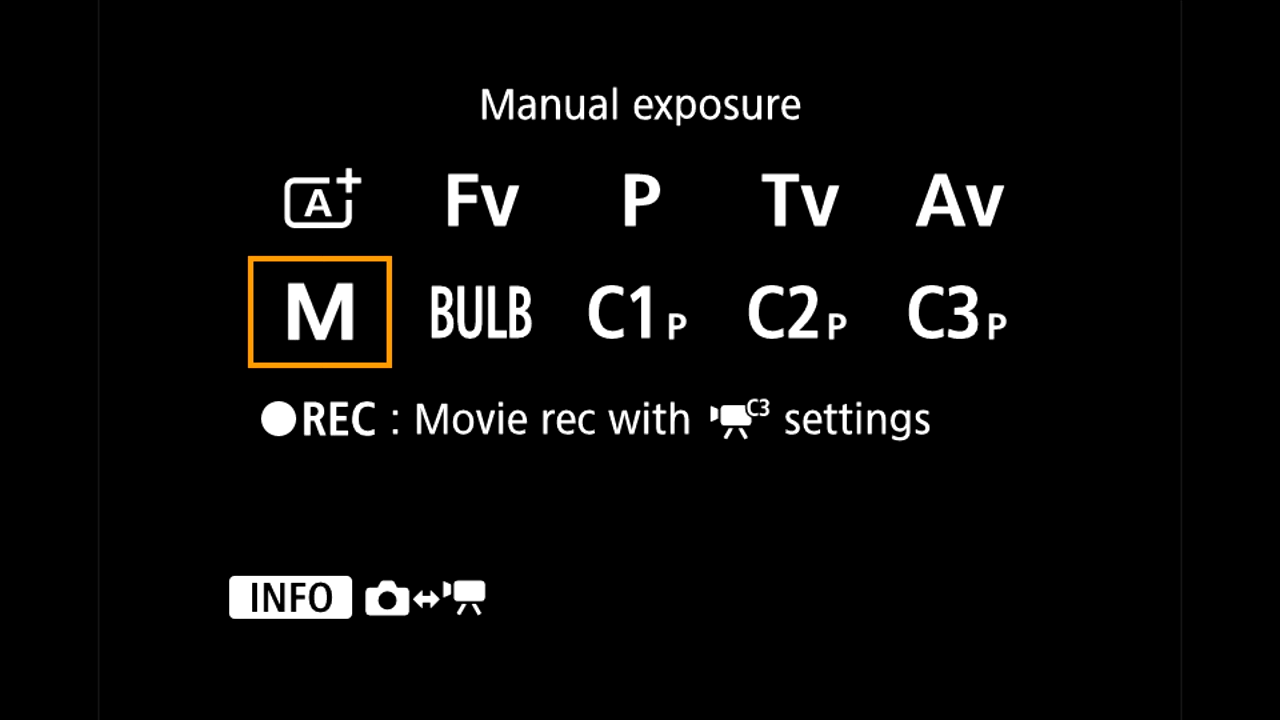 Manual exposure
A+ Fv P Tv Av
M BULB C1P C2P C3P
●REC : Movie rec with C3 settings
INFO